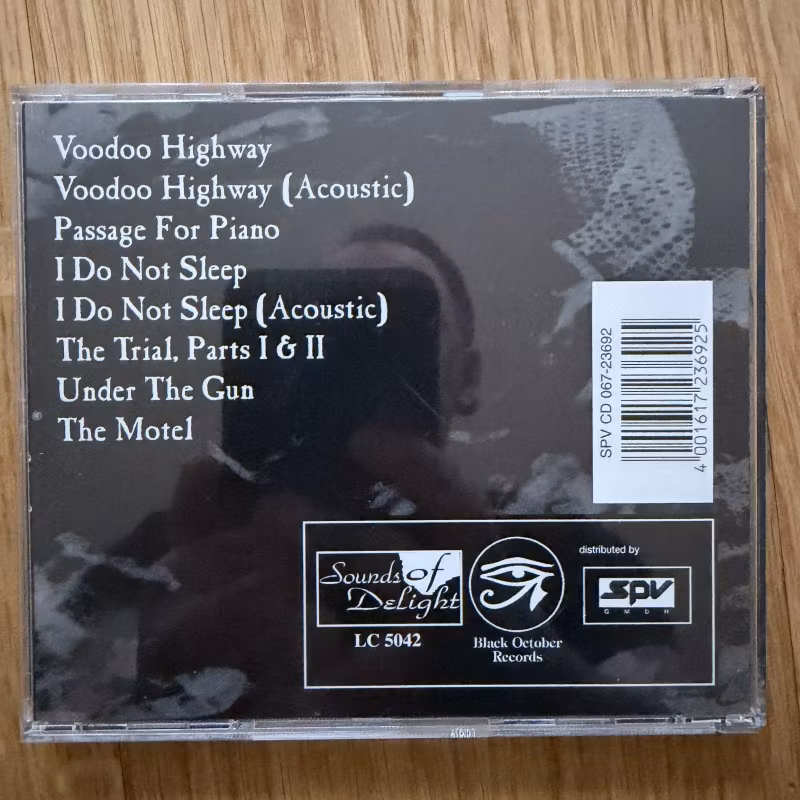 Voodoo Highway
Voodoo Highway (Acoustic)
Passage For Piano
I Do Not Sleep
I Do Not Sleep (Acoustic)
The Trial, Parts I & II
Under The Gun
The Motel
SPV CD 067-23692
4 001617 236925
Sounds of
Delight
LC 5042
Black October
Records
distributed by
SPV
GMBH